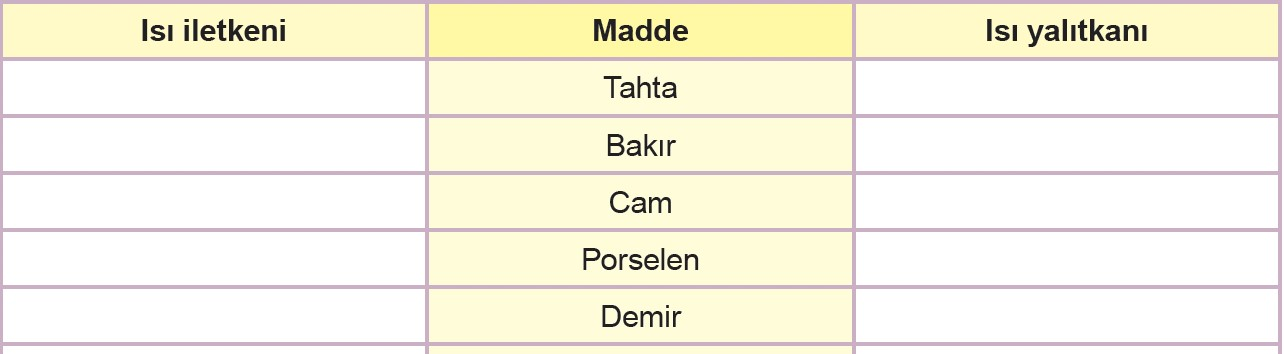 Isı iletkeni Madde Isı yalıtkanı
Tahta
Bakır
Cam
Porselen
Demir